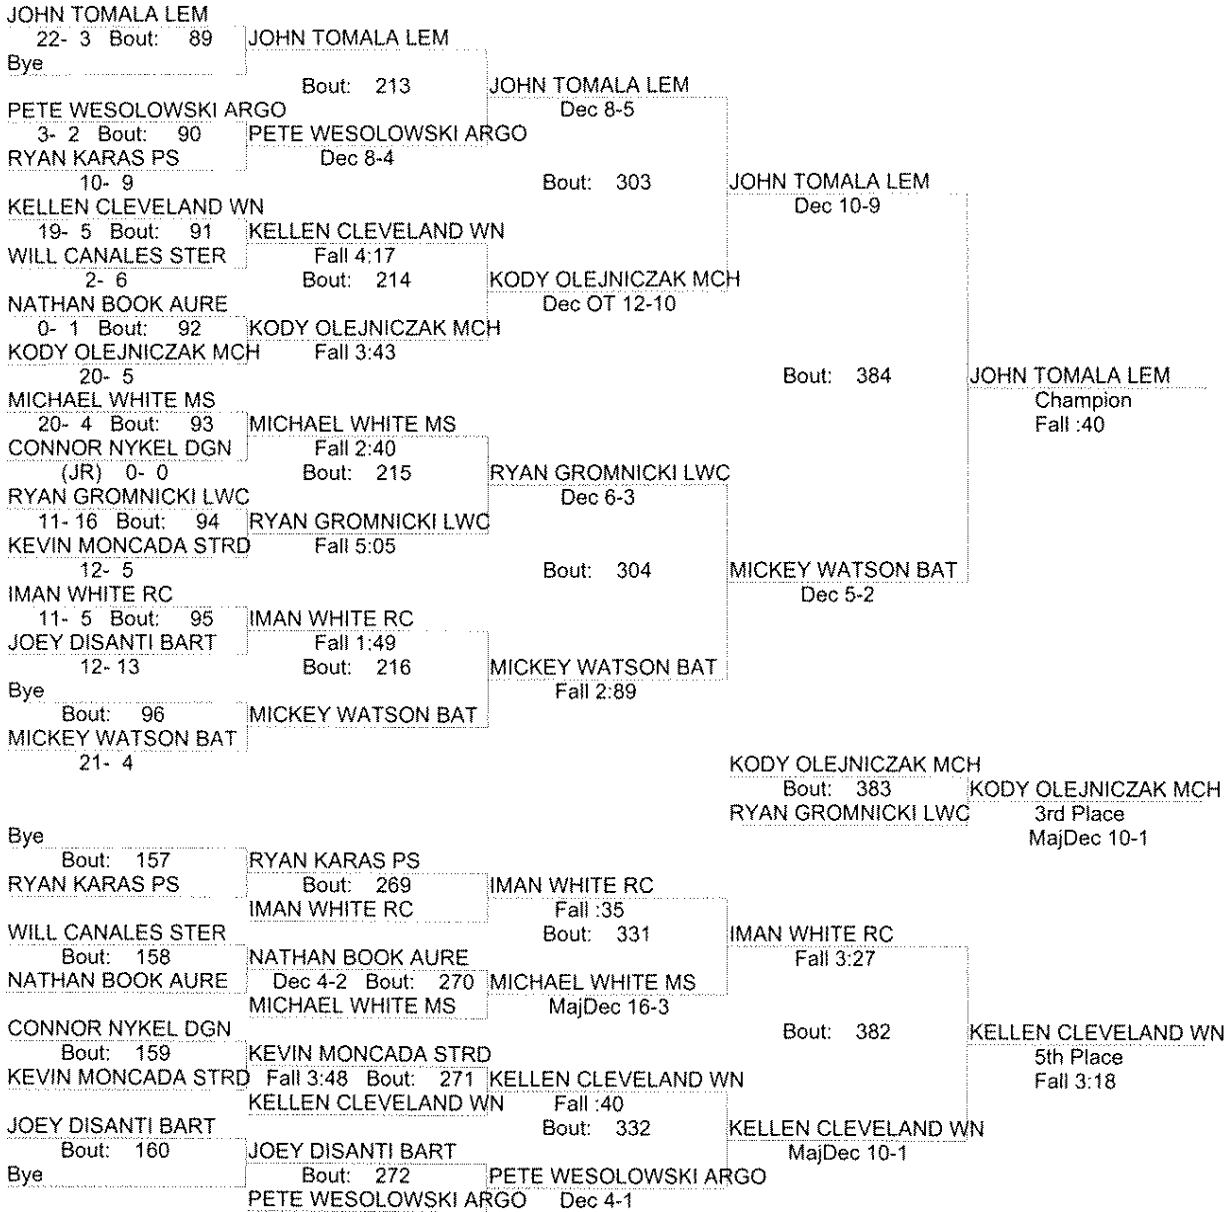 JOHN TOMALA LEM
22- 3 Bout: 89 JOHN TOMALA LEM
Bye
Bout: 213 JOHN TOMALA LEM
PETE WESOLOWSKI ARGO Dec 8-5
3- 2 Bout: 90 PETE WESOLOWSKI ARGO
RYAN KARAS PS Dec 8-4
10- 9 Bout: 303 JOHN TOMALA LEM
KELLEN CLEVELAND WN Dec 10-9
19- 5 Bout: 91 KELLEN CLEVELAND WN
WILL CANALES STER Fall 4:17
2- 6 Bout: 214 KODY OLEJNICZAK MCH
NATHAN BOOK AURE Dec OT 12-10
0- 1 Bout: 92 KODY OLEJNICZAK MCH
KODY OLEJNICZAK MCH Fall 3:43
20- 5 Bout: 384 JOHN TOMALA LEM
MICHAEL WHITE MS Champion
20- 4 Bout: 93 MICHAEL WHITE MS Fall :40
CONNOR NYKEL DGN Fall 2:40
(JR) 0- 0 Bout: 215 RYAN GROMNICKI LWC
RYAN GROMNICKI LWC Dec 6-3
11- 16 Bout: 94 RYAN GROMNICKI LWC
KEVIN MONCADA STRD Fall 5:05
12- 5 Bout: 304 MICKEY WATSON BAT
IMAN WHITE RC Dec 5-2
11- 5 Bout: 95 IMAN WHITE RC
JOEY DISANTI BART Fall 1:49
12- 13 Bout: 216 MICKEY WATSON BAT
Bye Fall 2:89
Bout: 96 MICKEY WATSON BAT
MICKEY WATSON BAT
21- 4 KODY OLEJNICZAK MCH
Bout: 383 KODY OLEJNICZAK MCH
RYAN GROMNICKI LWC 3rd Place
Bye MajDec 10-1
Bout: 157 RYAN KARAS PS
RYAN KARAS PS Bout: 269 IMAN WHITE RC
IMAN WHITE RC Fall :35
WILL CANALES STER Bout: 331 IMAN WHITE RC
Bout: 158 NATHAN BOOK AURE Fall 3:27
NATHAN BOOK AURE Dec 4-2 Bout: 270 MICHAEL WHITE MS
MICHAEL WHITE MS MajDec 16-3
CONNOR NYKEL DGN Bout: 382 KELLEN CLEVELAND WN
Bout: 159 KEVIN MONCADA STRD 5th Place
KEVIN MONCADA STRD Fall 3:48 Bout: 271 KELLEN CLEVELAND WN Fall 3:18
KELLEN CLEVELAND WN Fall :40
JOEY DISANTI BART Bout: 332 KELLEN CLEVELAND WN
Bout: 160 JOEY DISANTI BART MajDec 10-1
Bye Bout: 272 PETE WESOLOWSKI ARGO
PETE WESOLOWSKI ARGO Dec 4-1